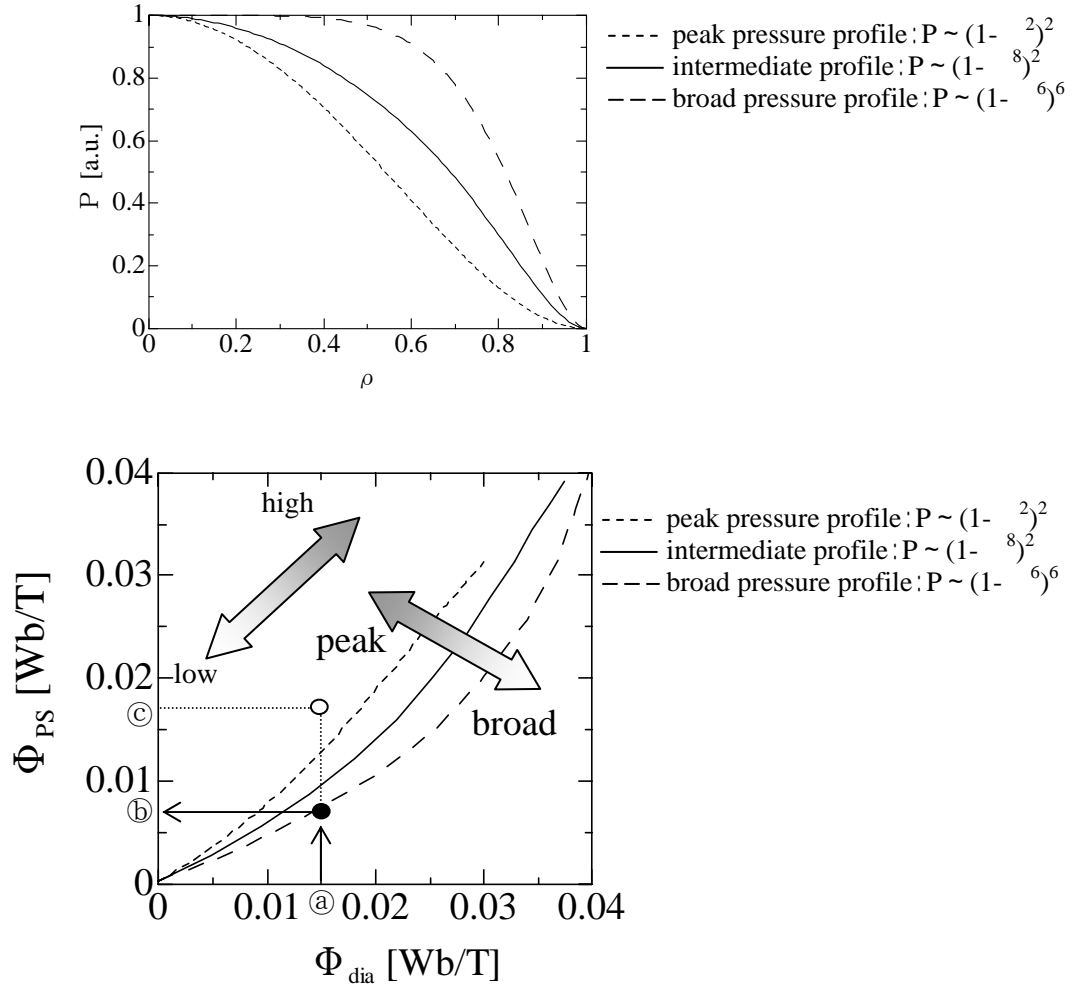 1
0.8
0.6
0.4
0.2
0
P [a.u.]
0 0.2 0.4 0.6 0.8 1
ρ
peak pressure profile: P ~ (1- ²)²
intermediate profile: P ~ (1- ⁸)²
broad pressure profile: P ~ (1- ⁶)⁶
0.04
0.03
0.02
0.01
0
Φ_PS [Wb/T]
high
low
peak
broad
ⓒ
ⓑ
ⓐ
0 0.01 0.02 0.03 0.04
Φ_dia [Wb/T]
peak pressure profile: P ~ (1- ²)²
intermediate profile: P ~ (1- ⁸)²
broad pressure profile: P ~ (1- ⁶)⁶